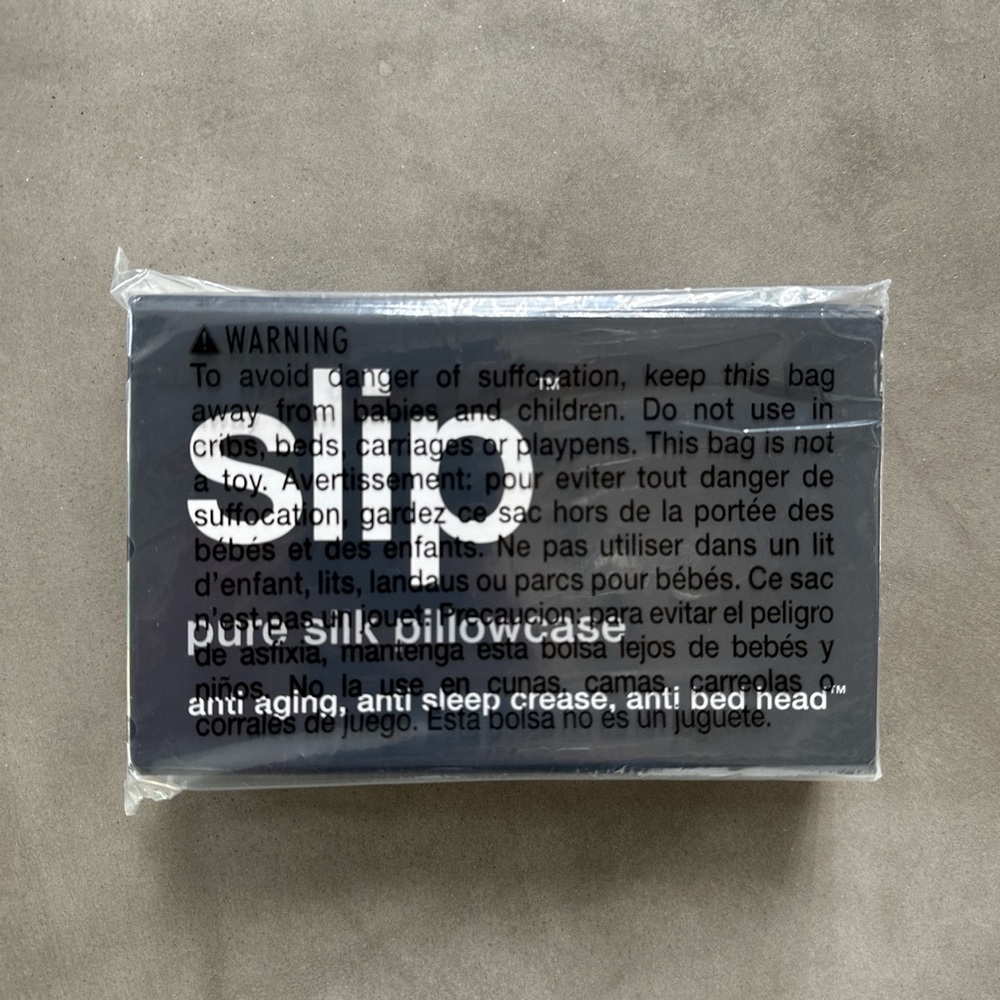 ⚠ WARNING
To avoid danger of suffocation, keep this bag
away from babies and children. Do not use in
cribs, beds, carriages or playpens. This bag is not
a toy. Avertissement: pour eviter tout danger de
suffocation, gardez ce sac hors de la portée des
bébés et des enfants. Ne pas utiliser dans un lit
d'enfant, lits, landaus ou parcs pour bébés. Ce sac
n'est pas un jouet. Precaucion: para evitar el peligro
de asfixia, mantenga esta bolsa lejos de bebés y
niños. No la use en cunas, camas, carreolas o
corrales de juego. Esta bolsa no es un juguete.
slip™
pure silk pillowcase
anti aging, anti sleep crease, anti bed head™